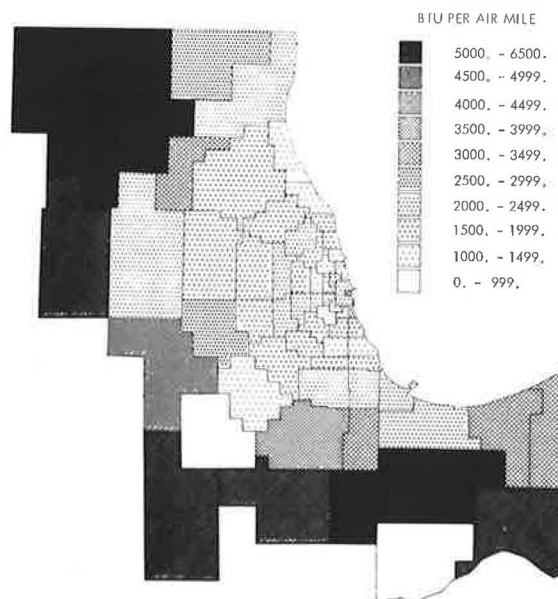 BTU PER AIR MILE
5000. - 6500.
4500. - 4999.
4000. - 4499.
3500. - 3999.
3000. - 3499.
2500. - 2999.
2000. - 2499.
1500. - 1999.
1000. - 1499.
0. - 999.